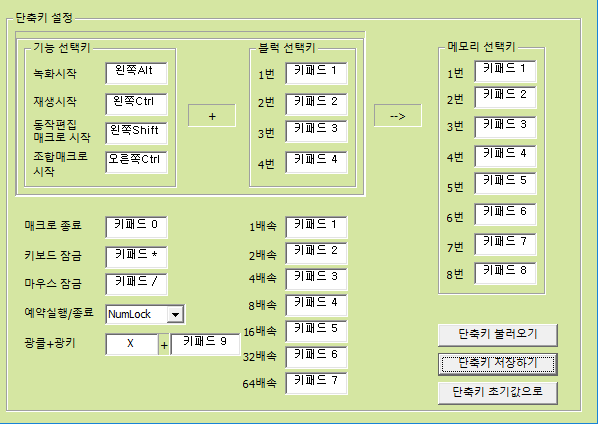 단축키 설정
기능 선택키
녹화시작 왼쪽Alt
재생시작 왼쪽Ctrl
동작편집
매크로 시작 왼쪽Shift
조합매크로
시작 오른쪽Ctrl
+
블럭 선택키
1번 키패드 1
2번 키패드 2
3번 키패드 3
4번 키패드 4
-->
메모리 선택키
1번 키패드 1
2번 키패드 2
3번 키패드 3
4번 키패드 4
5번 키패드 5
6번 키패드 6
7번 키패드 7
8번 키패드 8
매크로 종료 키패드 0
키보드 잠금 키패드 *
마우스 잠금 키패드 /
예약실행/종료 NumLock
광클+광키 X + 키패드 9
1배속 키패드 1
2배속 키패드 2
4배속 키패드 3
8배속 키패드 4
16배속 키패드 5
32배속 키패드 6
64배속 키패드 7
단축키 불러오기
단축키 저장하기
단축키 초기값으로